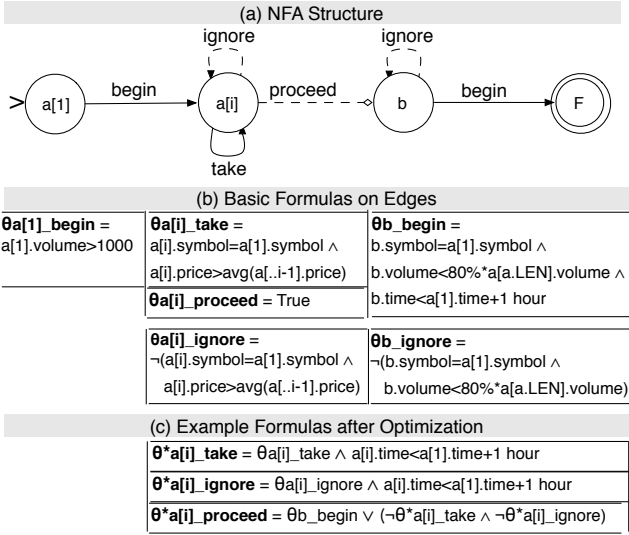 (a) NFA Structure
ignore
ignore
begin
proceed
begin
>
a[1]
a[i]
b
F
take
(b) Basic Formulas on Edges
θa[1]_begin =
a[1].volume>1000
θa[i]_take =
a[i].symbol=a[1].symbol ∧
a[i].price>avg(a[..i-1].price)
θa[i]_proceed = True
θb_begin =
b.symbol=a[1].symbol ∧
b.volume<80%*a[a.LEN].volume ∧
b.time<a[1].time+1 hour
θa[i]_ignore =
¬(a[i].symbol=a[1].symbol ∧
a[i].price>avg(a[..i-1].price)
θb_ignore =
¬(b.symbol=a[1].symbol ∧
b.volume<80%*a[a.LEN].volume)
(c) Example Formulas after Optimization
θ*a[i]_take = θa[i]_take ∧ a[i].time<a[1].time+1 hour
θ*a[i]_ignore = θa[i]_ignore ∧ a[i].time<a[1].time+1 hour
θ*a[i]_proceed = θb_begin ∨ (¬θ*a[i]_take ∧ ¬θ*a[i]_ignore)